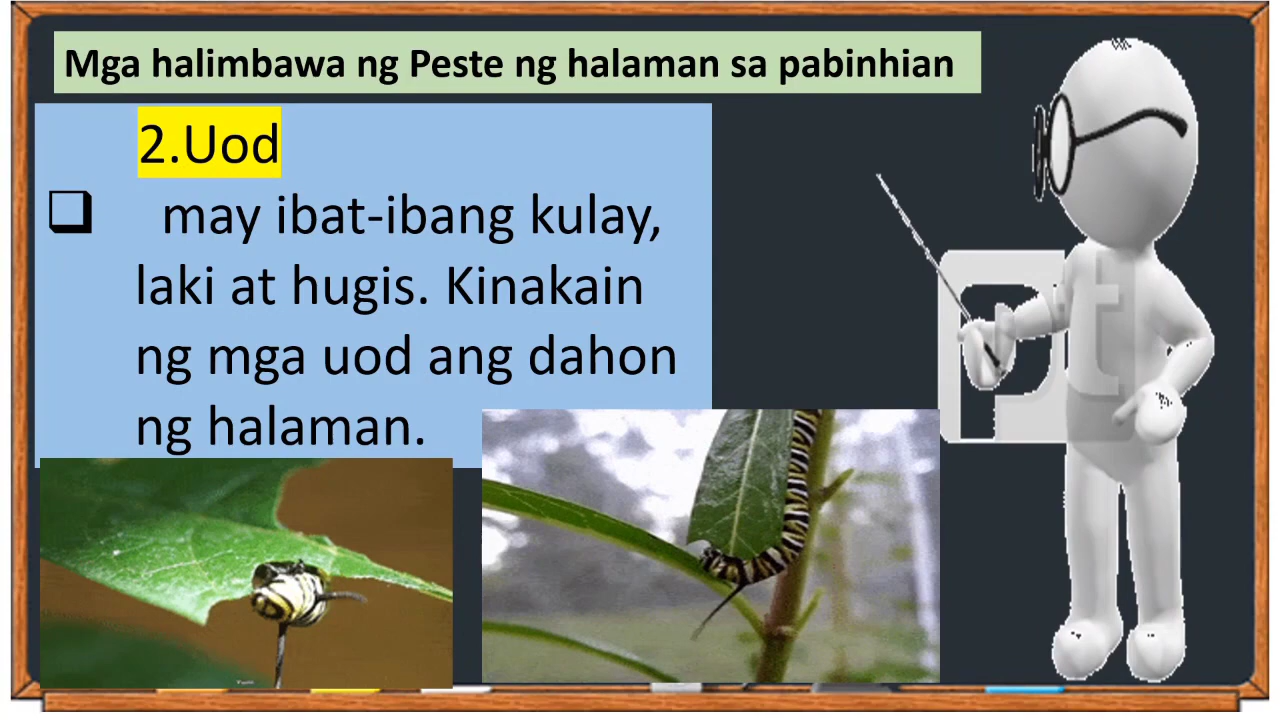 Mga halimbawa ng Peste ng halaman sa pabinhian
2.Uod
may ibat-ibang kulay,
laki at hugis. Kinakain
ng mga uod ang dahon
ng halaman.
Pt